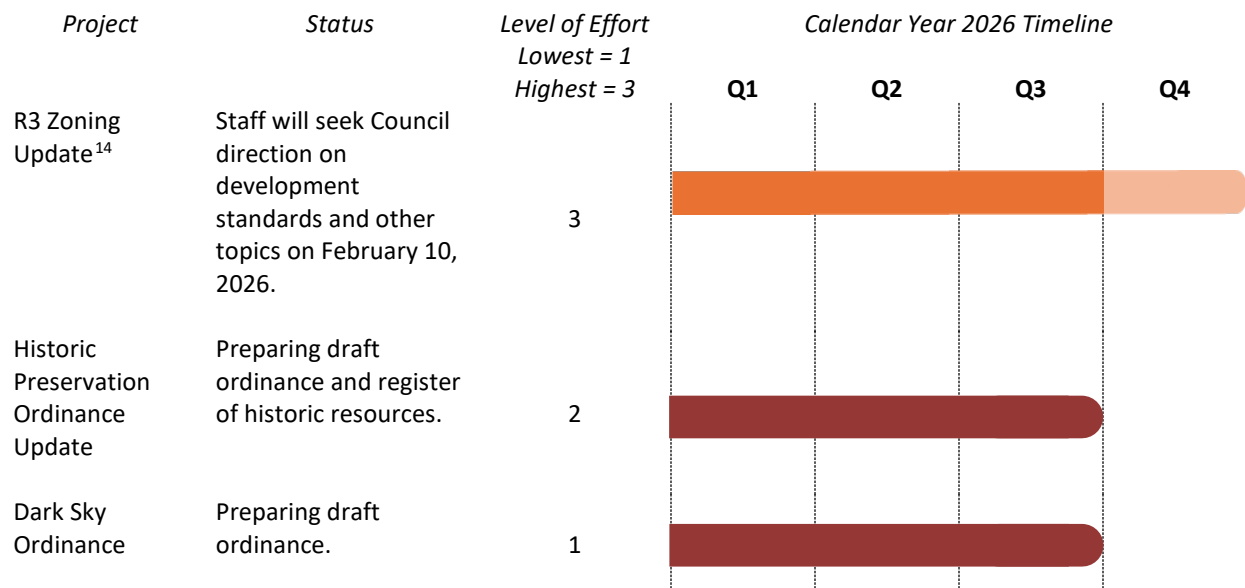 Project Status Level of Effort Calendar Year 2026 Timeline
Lowest = 1
Highest = 3 Q1 Q2 Q3 Q4
R3 Zoning Staff will seek Council
Update14 direction on
development
standards and other 3
topics on February 10,
2026.
Historic Preparing draft
Preservation ordinance and register
Ordinance of historic resources. 2
Update
Dark Sky Preparing draft
Ordinance ordinance. 1